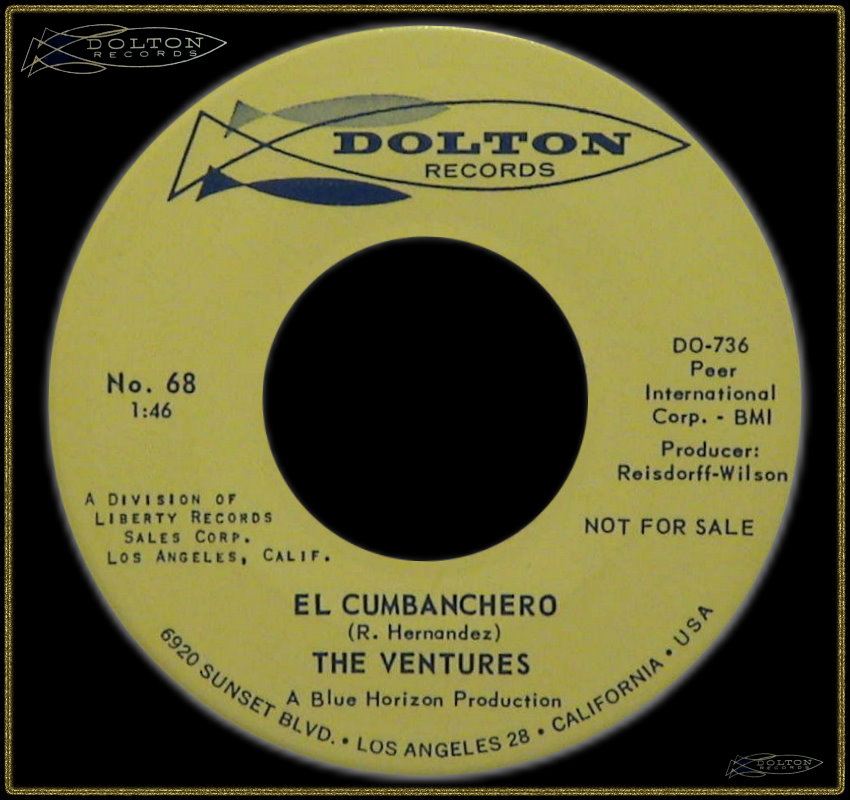 DOLTON
RECORDS
DOLTON
RECORDS
No. 68
1:46
DO-736
Peer
International
Corp. - BMI
Producer:
Reisdorff-Wilson
A DIVISION OF
LIBERTY RECORDS
SALES CORP.
LOS ANGELES, CALIF.
NOT FOR SALE
EL CUMBANCHERO
(R. Hernandez)
THE VENTURES
A Blue Horizon Production
6920 SUNSET BLVD. • LOS ANGELES 28 • CALIFORNIA • USA
DOLTON
RECORDS